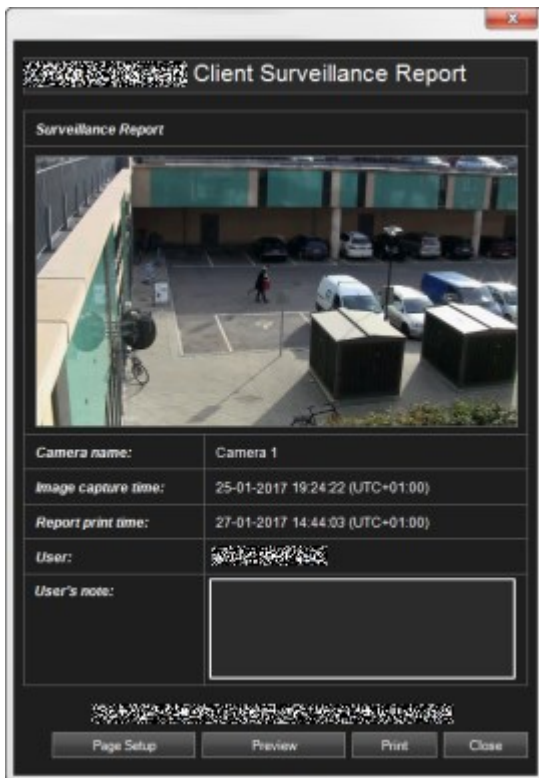 Client Surveillance Report
Surveillance Report
Camera name: Camera 1
Image capture time: 25-01-2017 19:24:22 (UTC+01:00)
Report print time: 27-01-2017 14:44:03 (UTC+01:00)
User:
User's note:
Page Setup Preview Print Close